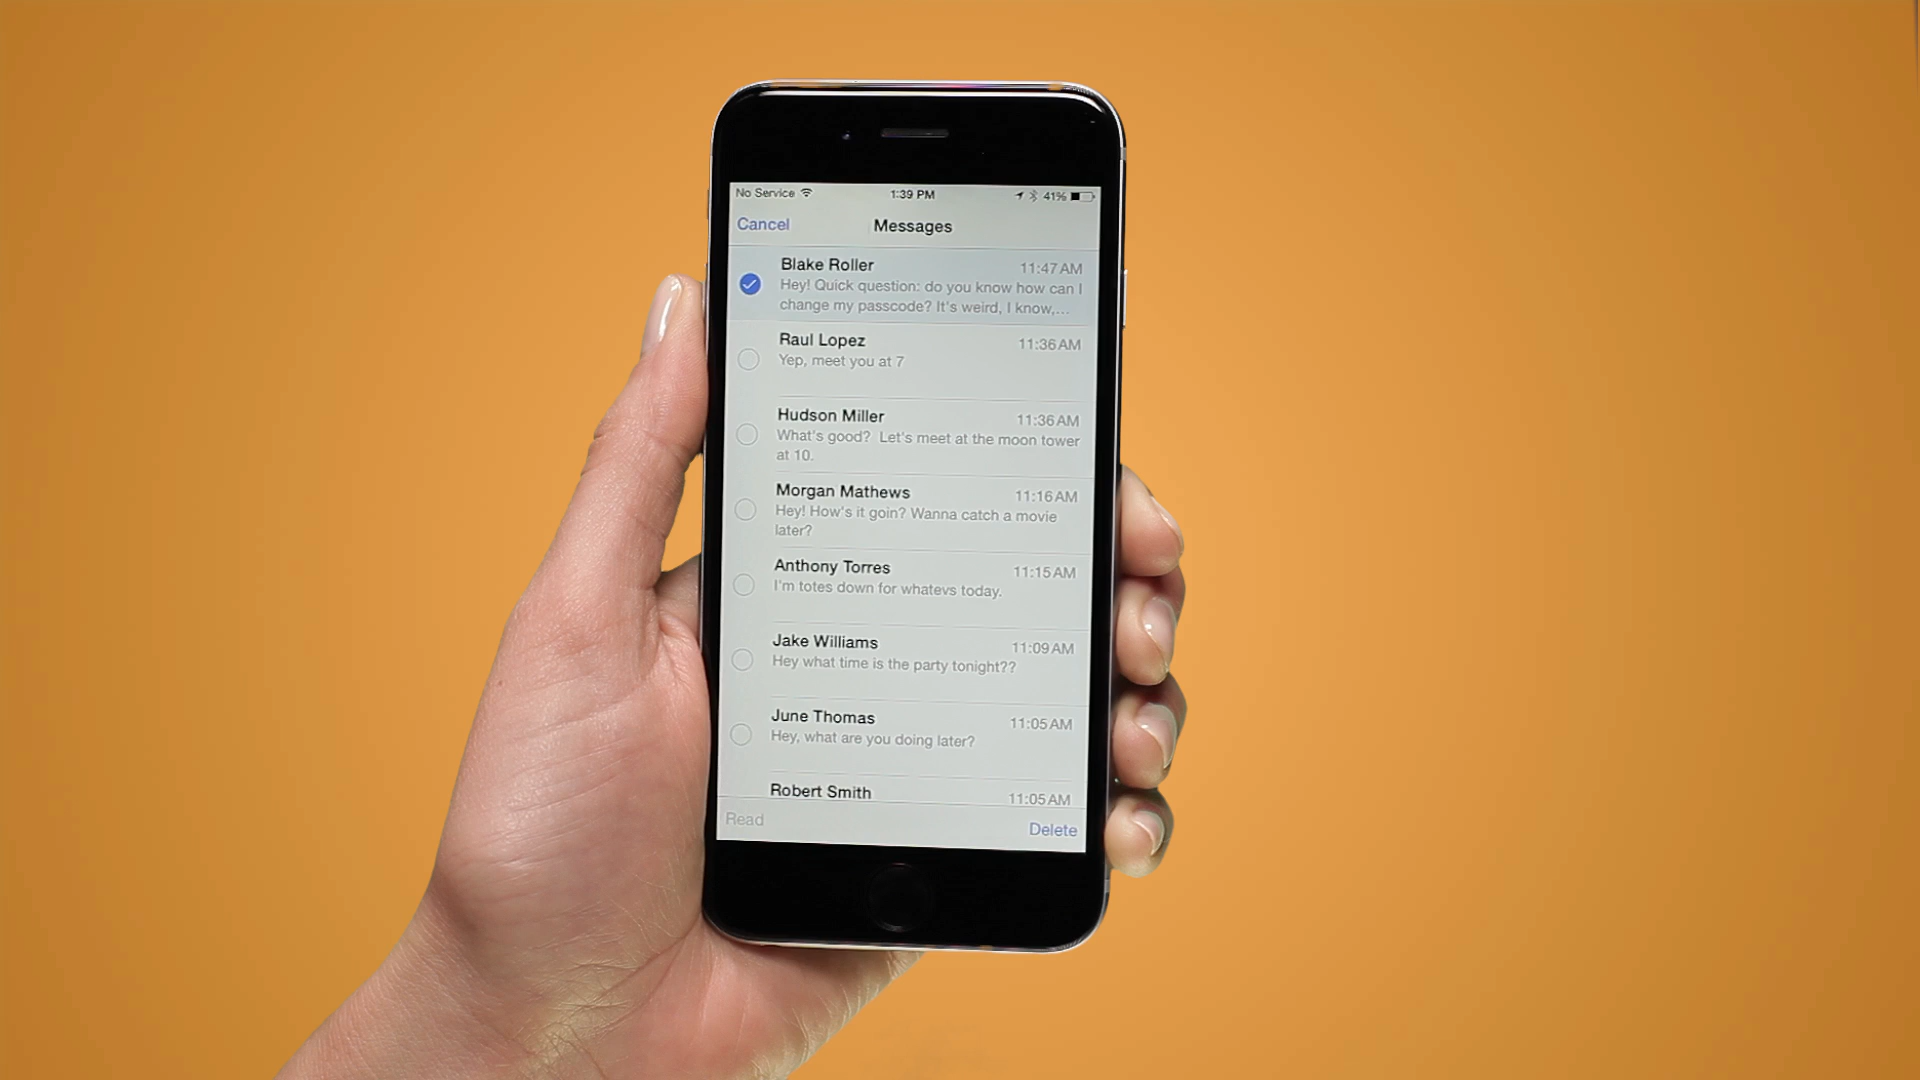 No Service 1:39 PM 41%
Cancel Messages
Blake Roller 11:47 AM
Hey! Quick question: do you know how can I
change my passcode? It's weird, I know,...
Raul Lopez 11:36 AM
Yep, meet you at 7
Hudson Miller 11:36 AM
What's good?  Let's meet at the moon tower
at 10.
Morgan Mathews 11:16 AM
Hey! How's it goin? Wanna catch a movie
later?
Anthony Torres 11:15 AM
I'm totes down for whatevs today.
Jake Williams 11:09 AM
Hey what time is the party tonight??
June Thomas 11:05 AM
Hey, what are you doing later?
Robert Smith 11:05 AM
Read Delete